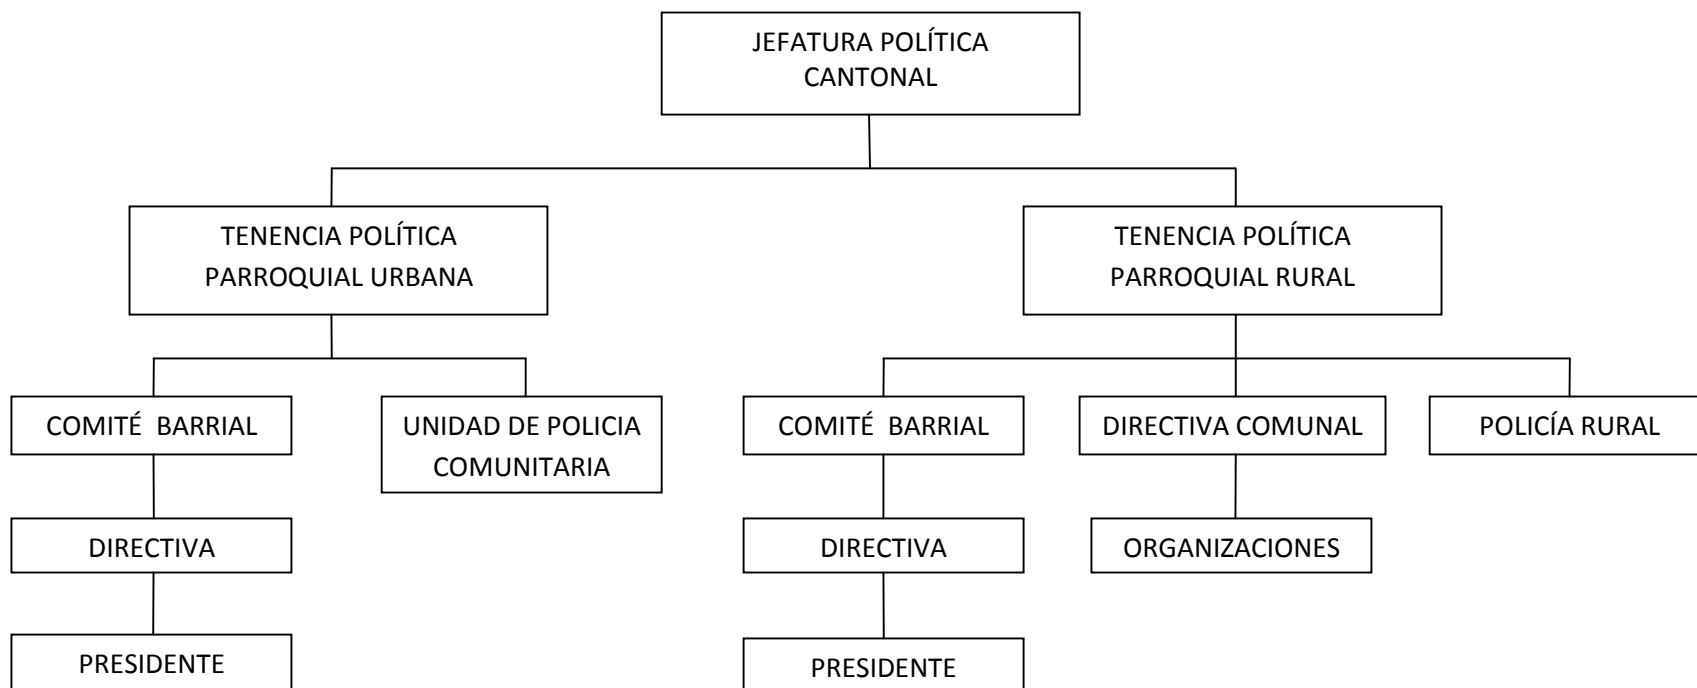 JEFATURA POLÍTICA
CANTONAL
TENENCIA POLÍTICA
PARROQUIAL URBANA
TENENCIA POLÍTICA
PARROQUIAL RURAL
COMITÉ  BARRIAL
UNIDAD DE POLICIA
COMUNITARIA
COMITÉ  BARRIAL
DIRECTIVA COMUNAL
POLICÍA RURAL
DIRECTIVA
DIRECTIVA
ORGANIZACIONES
PRESIDENTE
PRESIDENTE